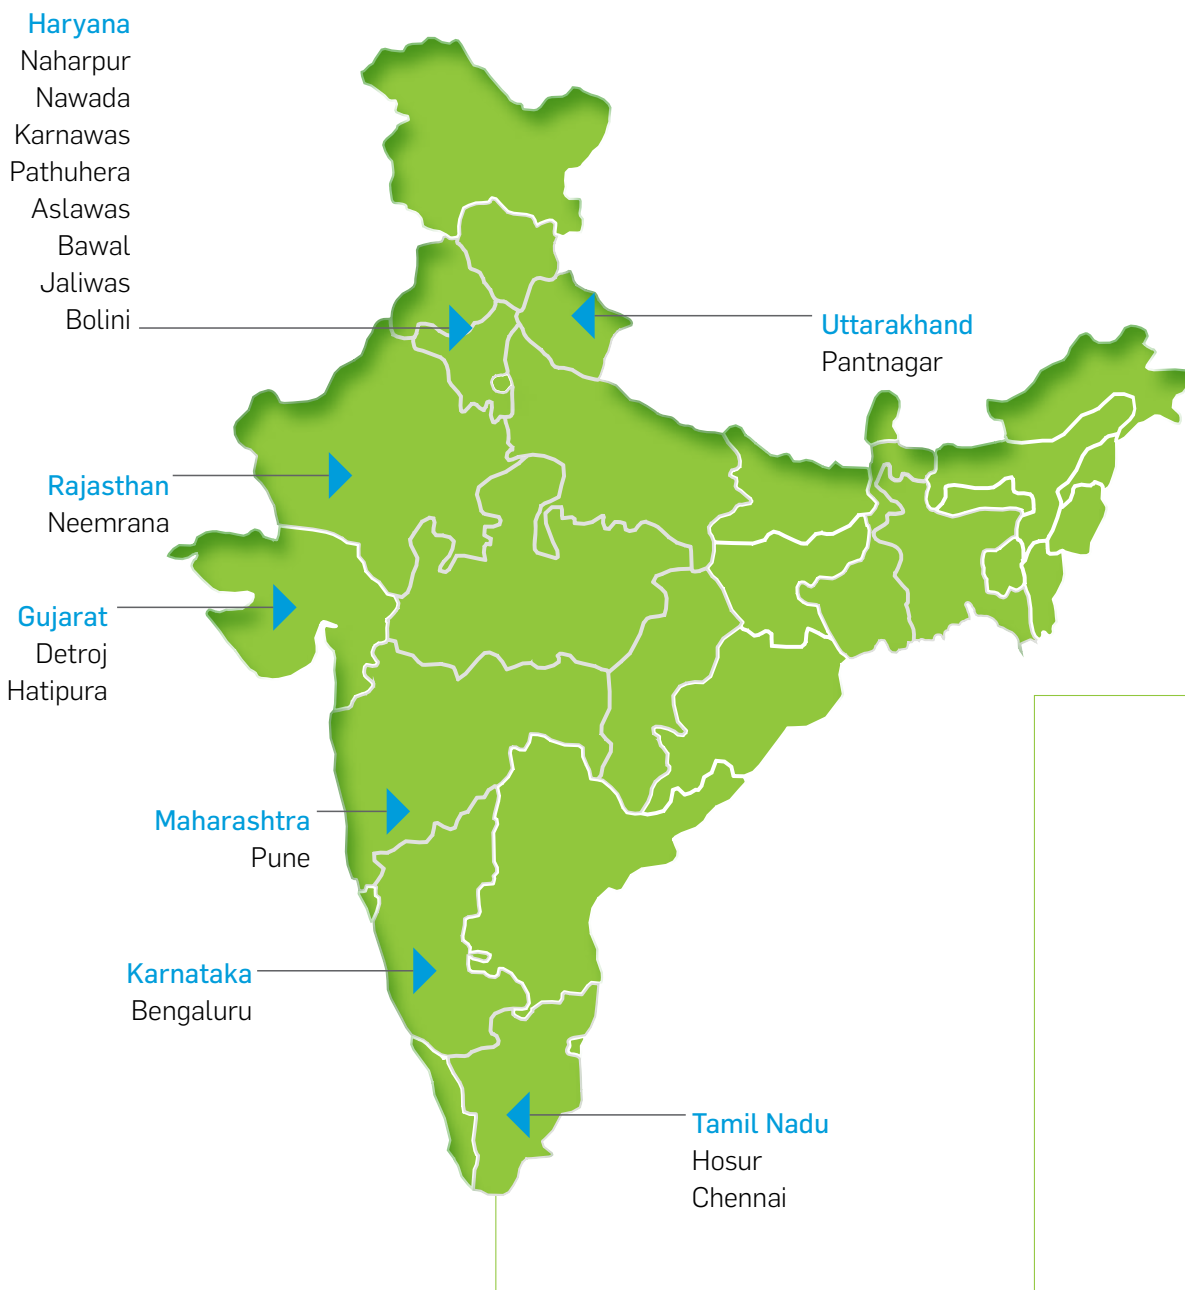 Haryana
Naharpur
Nawada
Karnawas
Pathuhera
Aslawas
Bawal
Jaliwas
Bolini
Uttarakhand
Pantnagar
Rajasthan
Neemrana
Gujarat
Detroj
Hatipura
Maharashtra
Pune
Karnataka
Bengaluru
Tamil Nadu
Hosur
Chennai